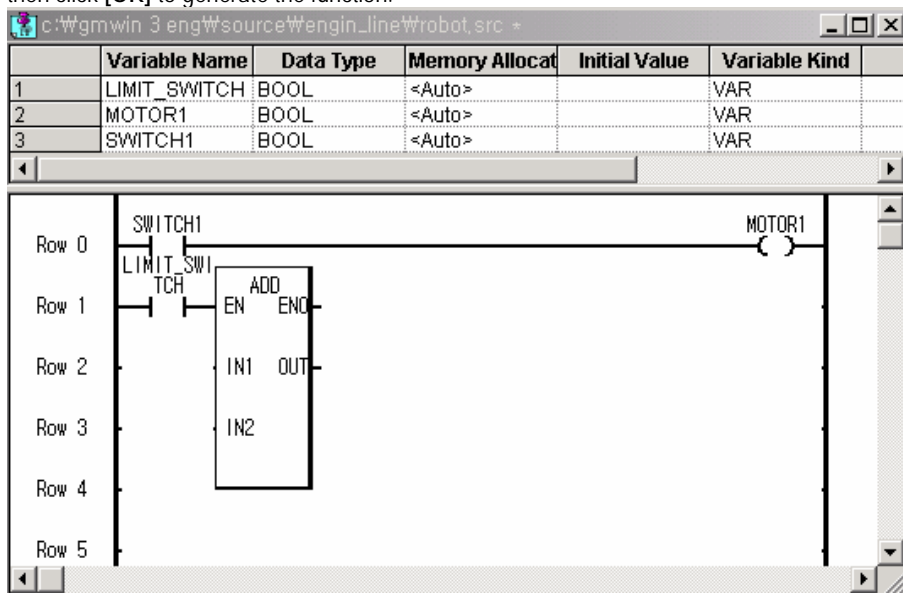 then click [OK] to generate the function.
c:₩gmwin 3 eng₩source₩engin_line₩robot,src *
Variable Name Data Type Memory Allocat Initial Value Variable Kind
1 LIMIT_SWITCH BOOL <Auto> VAR
2 MOTOR1 BOOL <Auto> VAR
3 SWITCH1 BOOL <Auto> VAR
SWITCH1 MOTOR1
Row 0
LIMIT_SWI
TCH ADD
Row 1 EN ENO
Row 2 IN1 OUT
Row 3 IN2
Row 4
Row 5